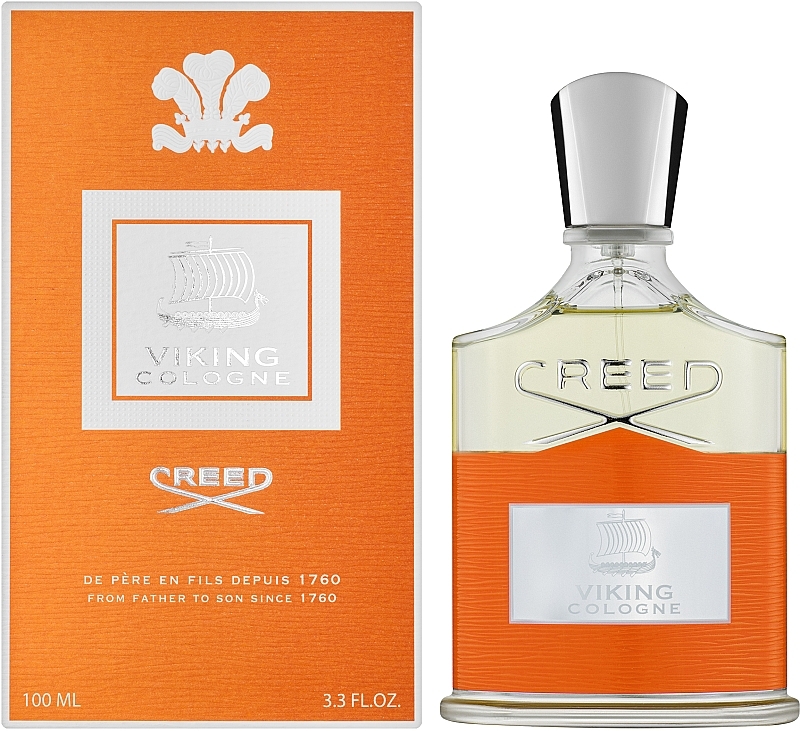 VIKING
COLOGNE
CREED
DE PÈRE EN FILS DEPUIS 1760
FROM FATHER TO SON SINCE 1760
100 ML 3.3 FL.OZ.
CREED
VIKING
COLOGNE